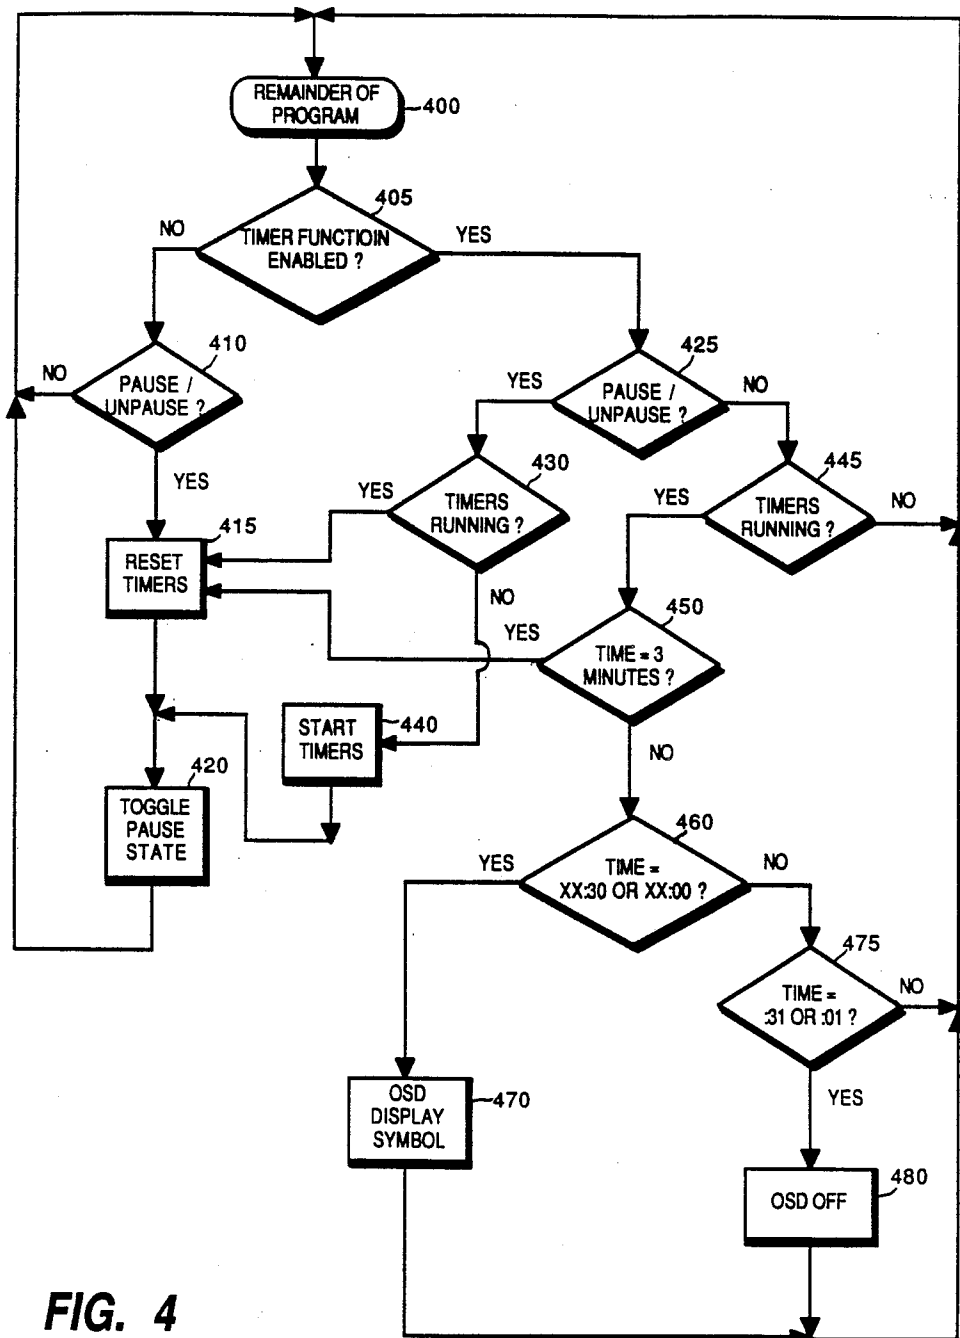 REMAINDER OF
PROGRAM
400
405
TIMER FUNCTIOIN
ENABLED ?
NO
YES
410
PAUSE /
UNPAUSE ?
NO
YES
425
PAUSE /
UNPAUSE ?
YES
NO
430
TIMERS
RUNNING ?
YES
NO
445
TIMERS
RUNNING ?
YES
NO
415
RESET
TIMERS
450
TIME = 3
MINUTES ?
YES
NO
START
TIMERS
440
420
TOGGLE
PAUSE
STATE
460
TIME =
XX:30 OR XX:00 ?
YES
NO
475
TIME =
:31 OR :01 ?
NO
YES
OSD
DISPLAY
SYMBOL
470
OSD OFF
480
FIG. 4